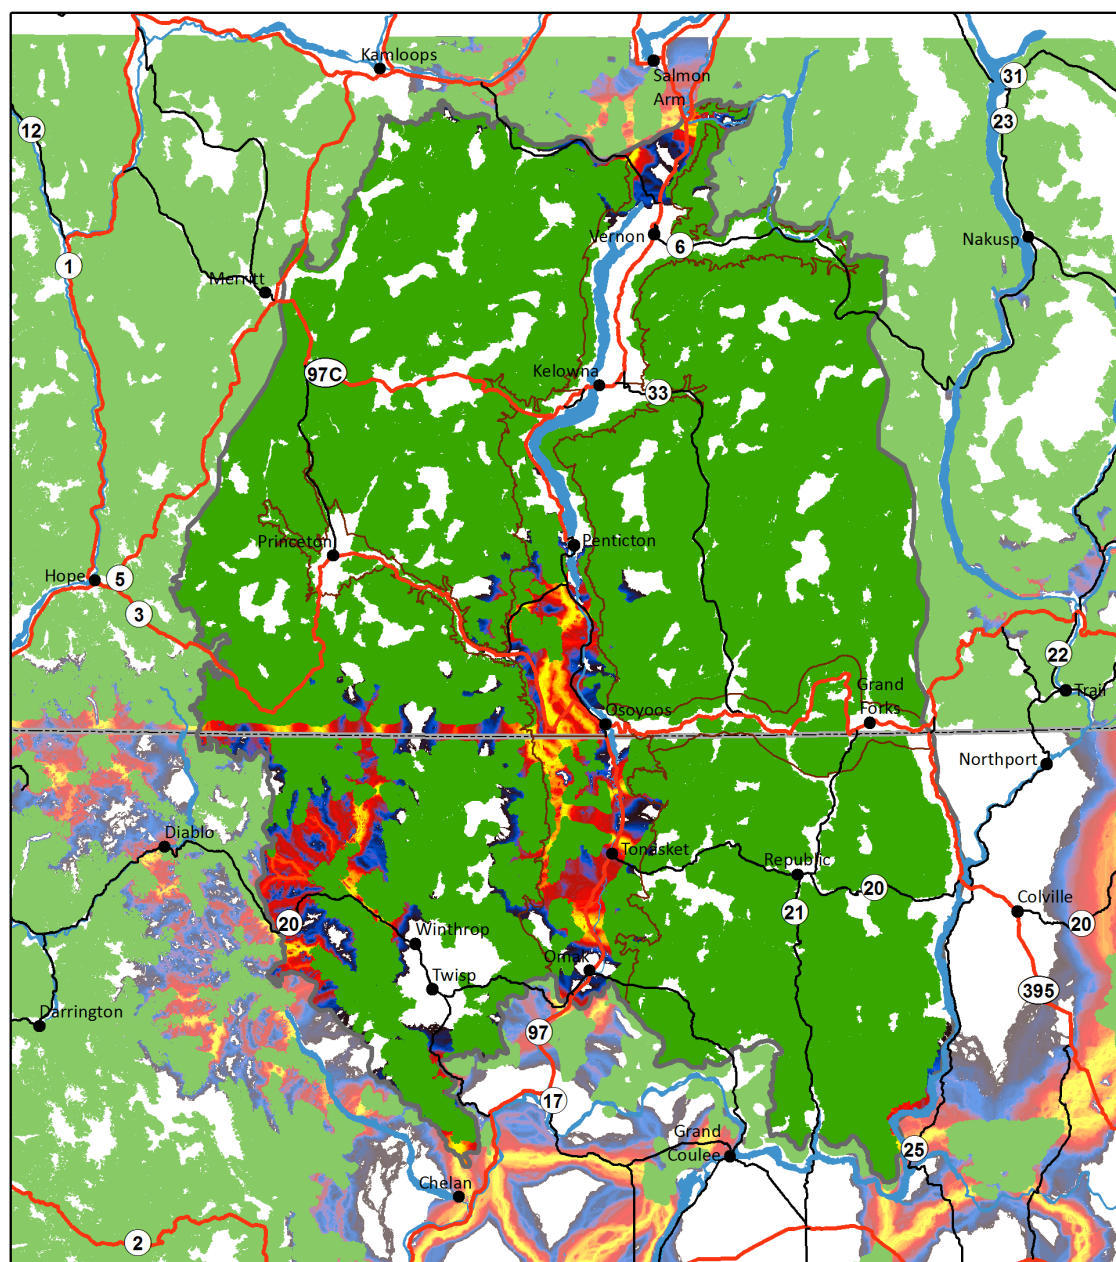 Kamloops
Salmon
Arm
31
12
23
Vernon
6
Nakusp
1
Merritt
97C
Kelowna
33
Princeton
Penticton
Hope
5
3
22
Grand
Forks
Trail
Osoyoos
Northport
Diablo
Tonasket
Republic
20
20
21
Colville
20
Winthrop
Omak
Twisp
395
Darrington
97
17
Grand
Coulee
25
Chelan
2